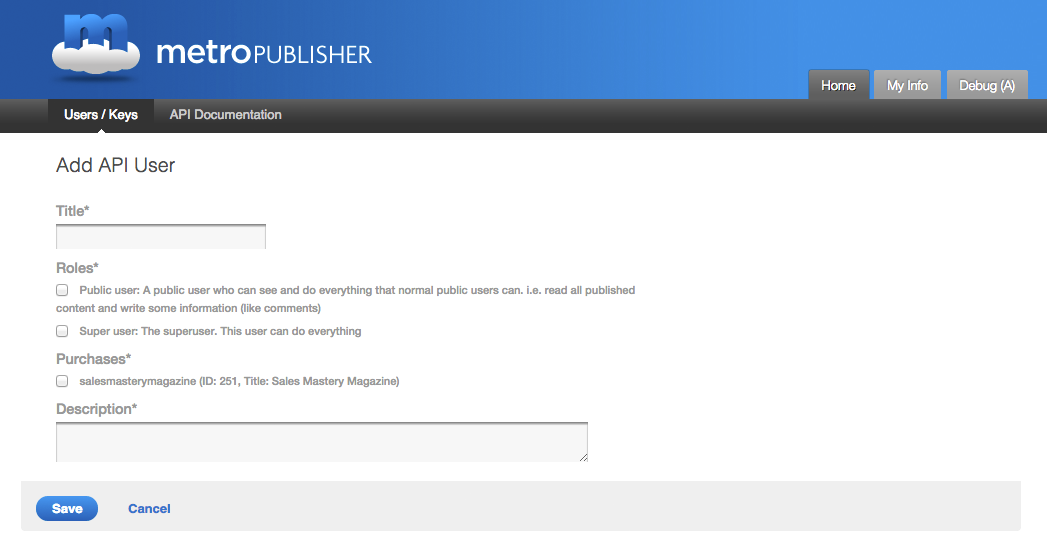 m
metroPUBLISHER
Home
My Info
Debug (A)
Users / Keys
API Documentation
Add API User
Title*
Roles*
Public user: A public user who can see and do everything that normal public users can. i.e. read all published
content and write some information (like comments)
Super user: The superuser. This user can do everything
Purchases*
salesmasterymagazine (ID: 251, Title: Sales Mastery Magazine)
Description*
Save
Cancel